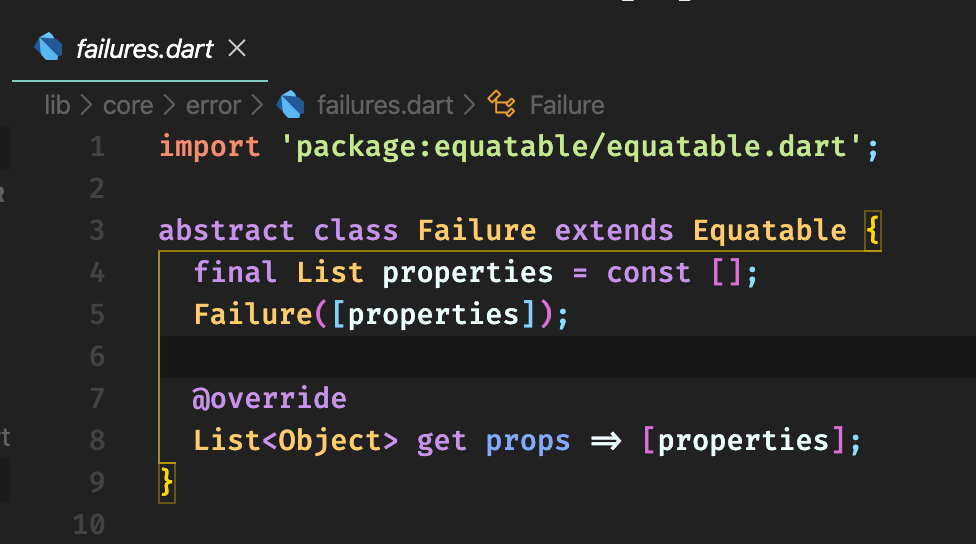 failures.dart ×
lib > core > error > failures.dart > Failure
1 import 'package:equatable/equatable.dart';
2
3 abstract class Failure extends Equatable {
4 final List properties = const [];
5 Failure([properties]);
6
7 @override
8 List<Object> get props => [properties];
9 }
10